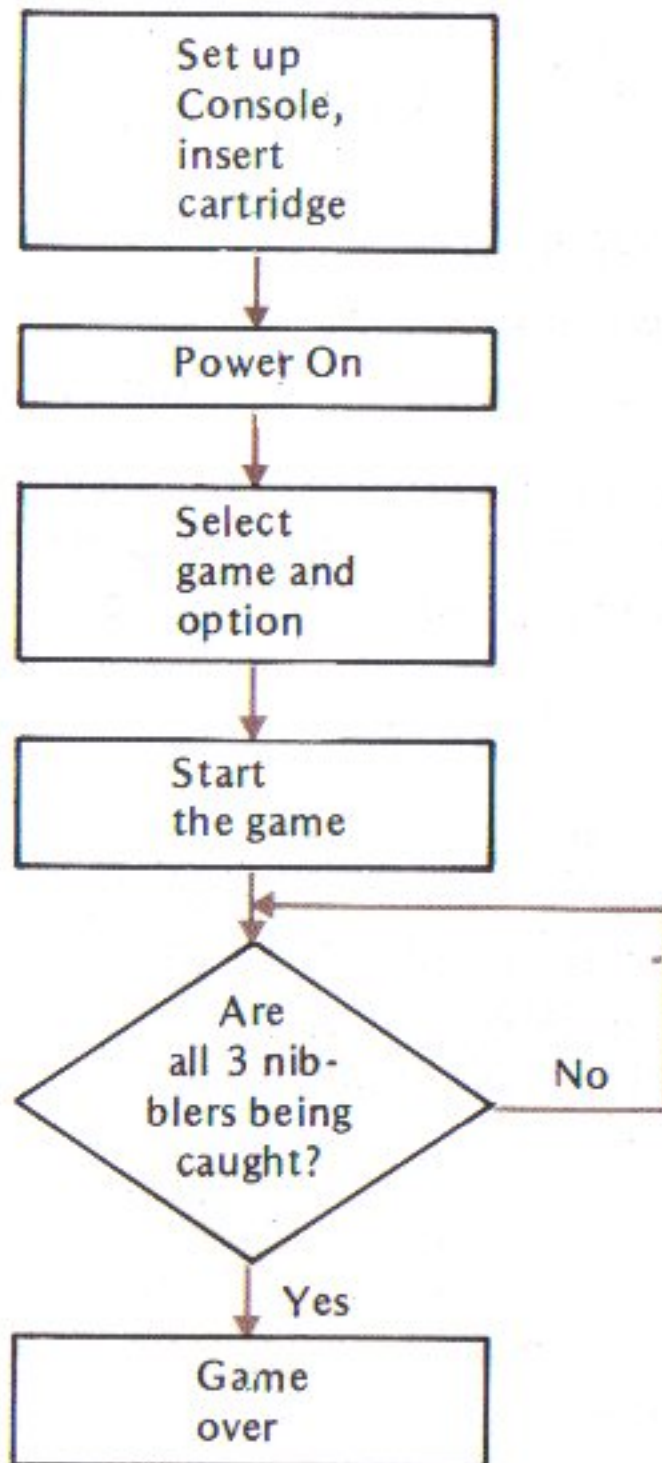 Set up
Console,
insert
cartridge
Power On
Select
game and
option
Start
the game
Are
all 3 nib-
blers being
caught?
No
Yes
Game
over